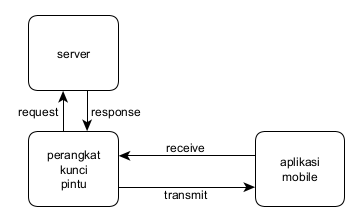 server
request
response
perangkat
kunci
pintu
receive
transmit
aplikasi
mobile